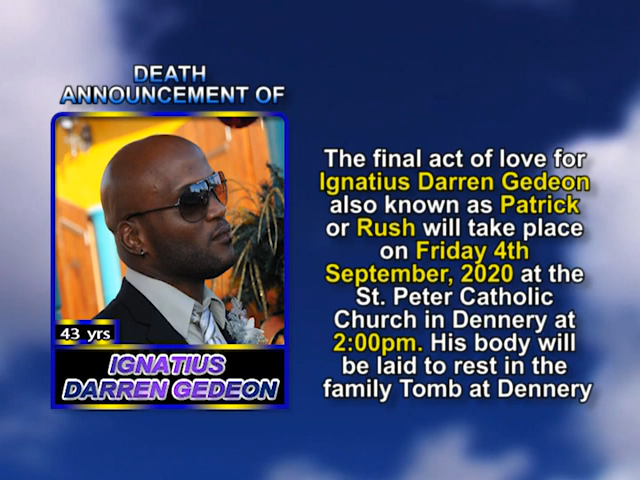 DEATH
ANNOUNCEMENT OF
43 yrs
IGNATIUS
DARREN GEDEON
The final act of love for
Ignatius Darren Gedeon
also known as Patrick
or Rush will take place
on Friday 4th
September, 2020 at the
St. Peter Catholic
Church in Dennery at
2:00pm. His body will
be laid to rest in the
family Tomb at Dennery